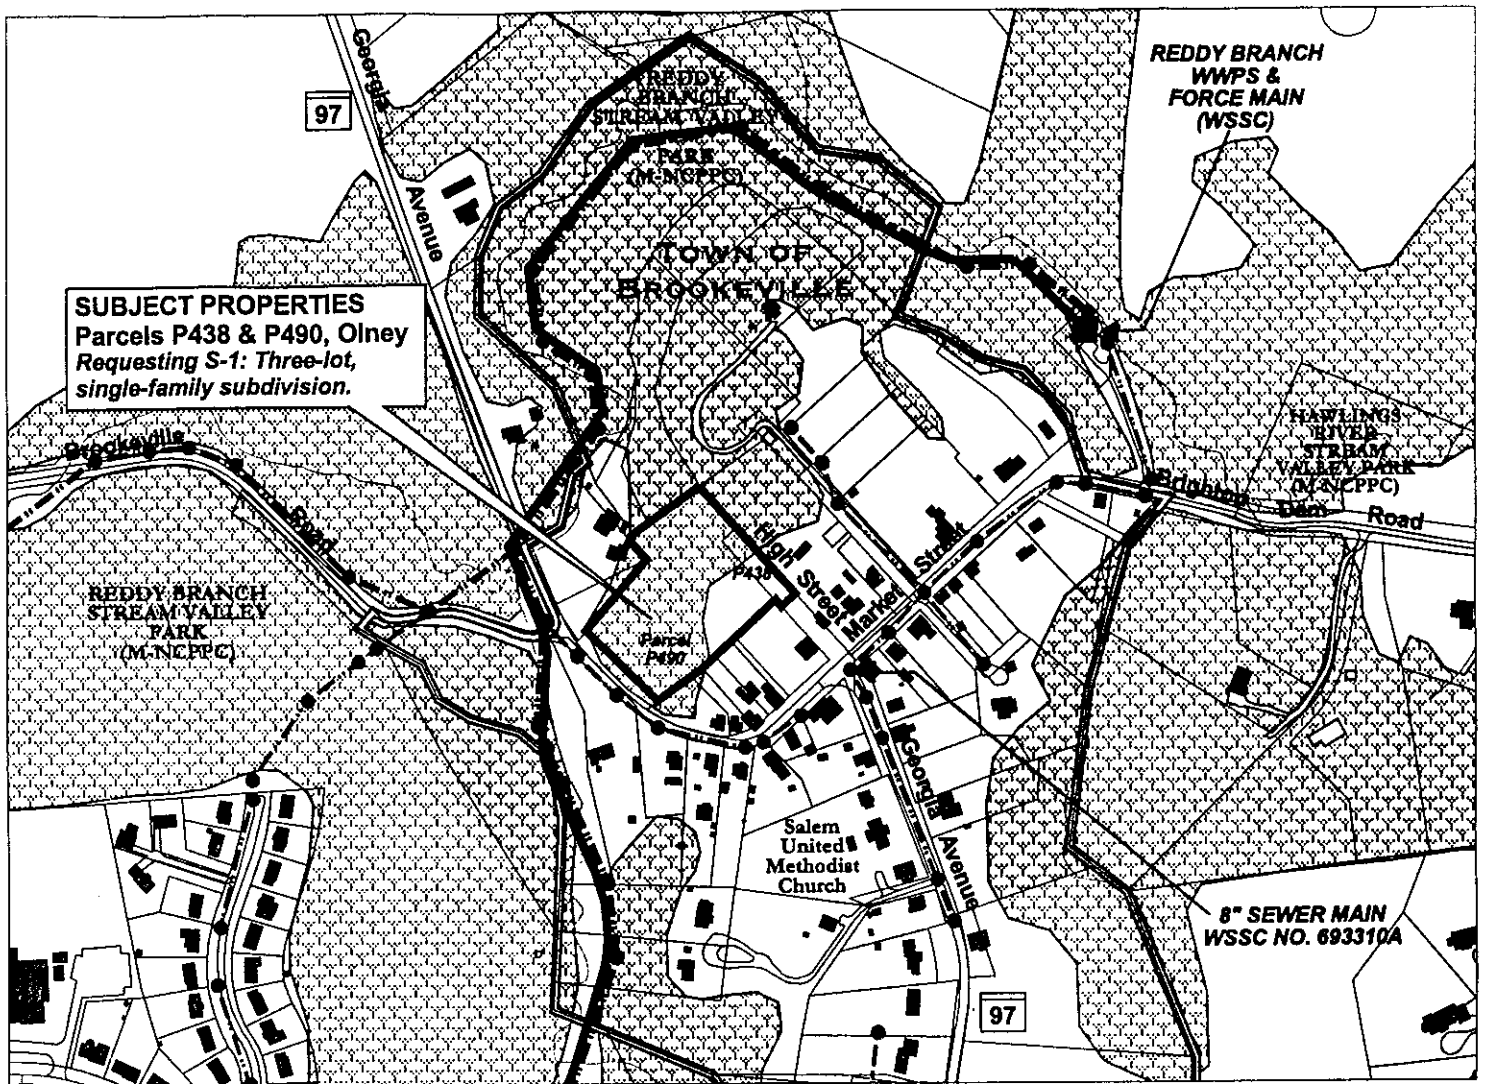 Georgia
97
REDDY BRANCH
WWPS &
FORCE MAIN
(WSSC)
REDDY
BRANCH
STREAM VALLEY
PARK
(M-NCPPC)
Avenue
TOWN OF
BROOKEVILLE
SUBJECT PROPERTIES
Parcels P438 & P490, Olney
Requesting S-1: Three-lot,
single-family subdivision.
Brookeville
Road
HAWLINGS
RIVER
STREAM
VALLEY PARK
(M-NCPPC)
Brighton
Dam
Road
High
Street
P438
Market
Street
REDDY BRANCH
STREAM VALLEY
PARK
(M-NCPPC)
Parcel
P490
Georgia
Avenue
Salem
United
Methodist
Church
8" SEWER MAIN
WSSC NO. 693310A
97